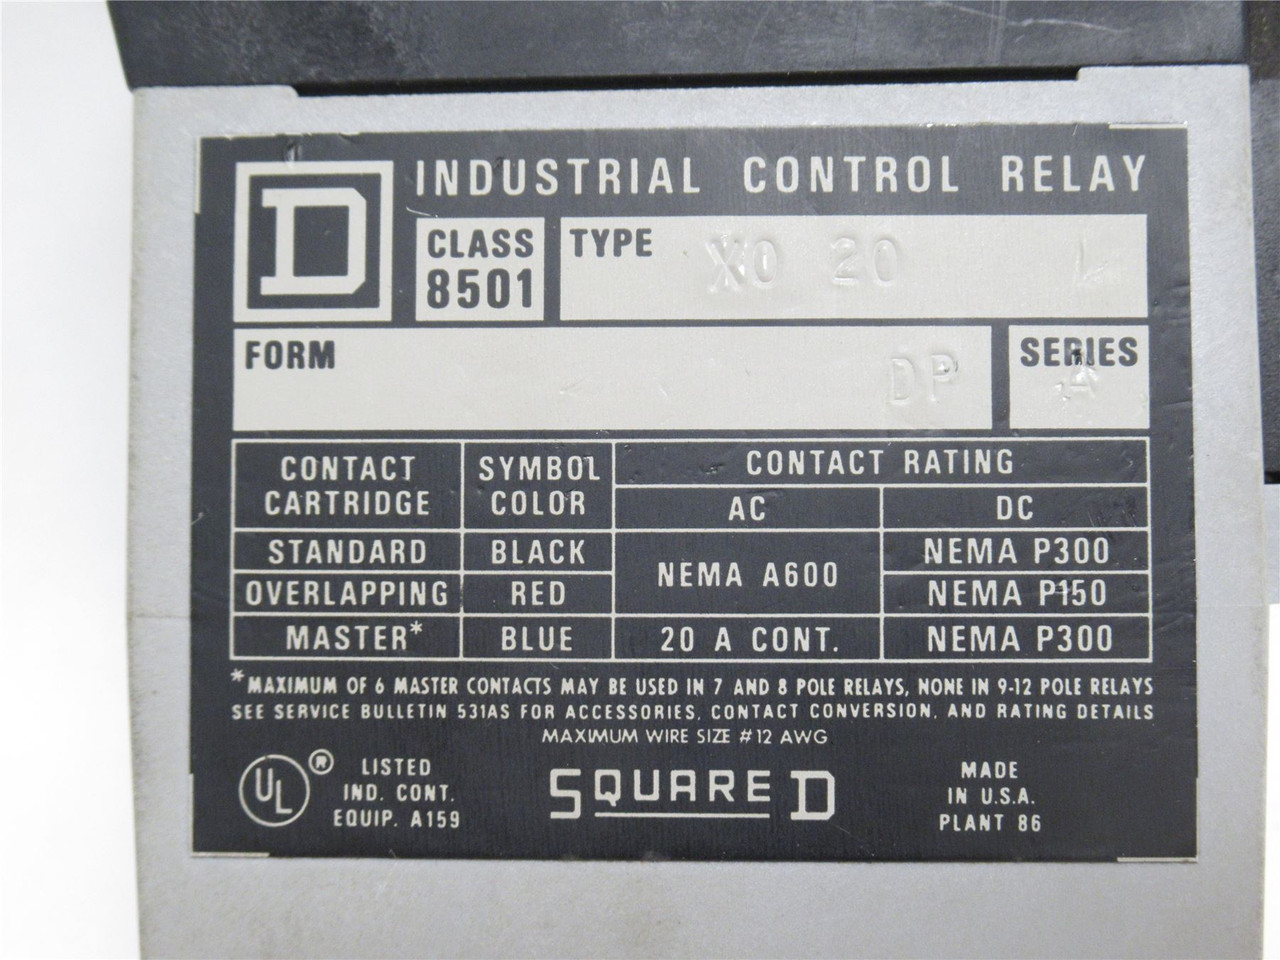 D
INDUSTRIAL CONTROL RELAY
CLASS 8501
TYPE XO 20 L
FORM DP
SERIES A
CONTACT CARTRIDGE
SYMBOL COLOR
CONTACT RATING
AC DC
STANDARD BLACK NEMA A600 NEMA P300
OVERLAPPING RED NEMA P150
MASTER* BLUE 20 A CONT. NEMA P300
*MAXIMUM OF 6 MASTER CONTACTS MAY BE USED IN 7 AND 8 POLE RELAYS, NONE IN 9-12 POLE RELAYS
SEE SERVICE BULLETIN 531AS FOR ACCESSORIES, CONTACT CONVERSION, AND RATING DETAILS
MAXIMUM WIRE SIZE #12 AWG
UL ®
LISTED
IND. CONT.
EQUIP. A159
SQUARE D
MADE
IN U.S.A.
PLANT 86